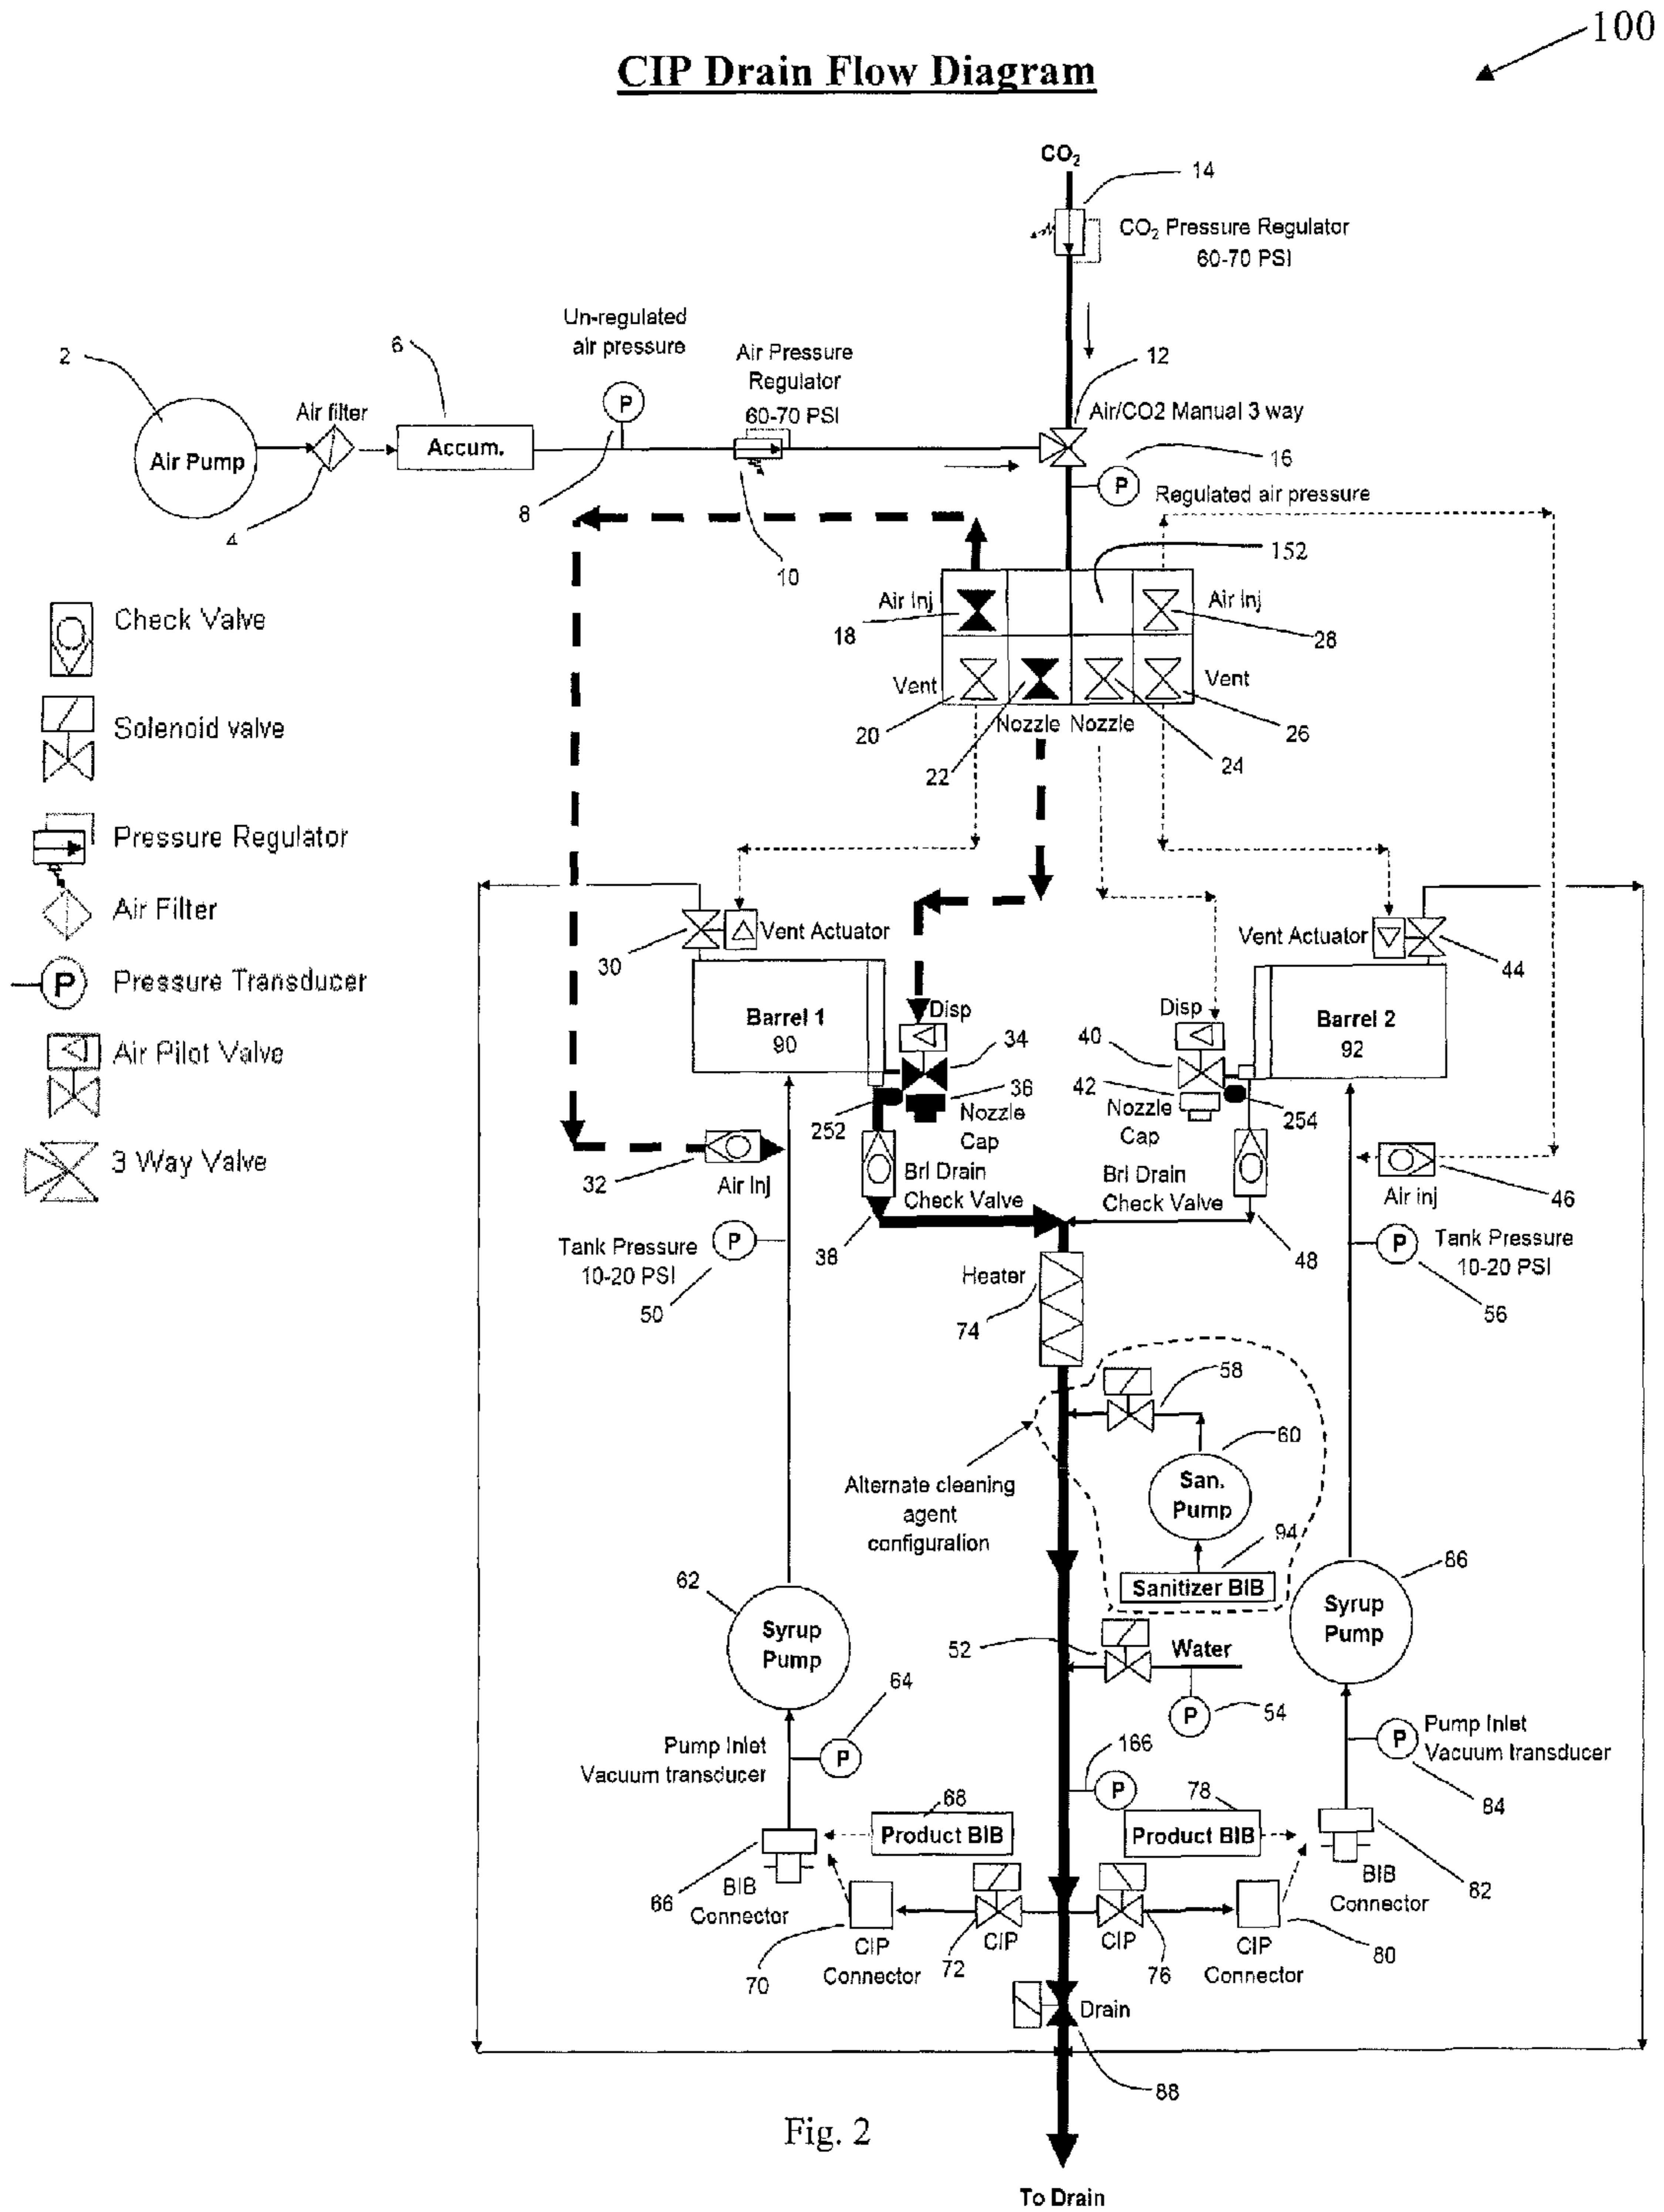 100
CIP Drain Flow Diagram
CO2
14
CO2 Pressure Regulator
60-70 PSI
Un-regulated
air pressure
2
6
Air Pressure
Regulator
60-70 PSI
12
Air filter
P
Air/CO2 Manual 3 way
Air Pump
Accum.
16
P
Regulated air pressure
4
8
10
152
Air Inj
Air Inj
18
28
Check Valve
Vent
Vent
20
Nozzle
Nozzle
26
22
24
Solenoid valve
Pressure Regulator
Air Filter
Vent Actuator
Vent Actuator
30
44
P
Pressure Transducer
Barrel 1
90
Disp
Disp
Barrel 2
92
34
40
Air Pilot Valve
36
42
252
Nozzle
Cap
Nozzle
Cap
254
3 Way Valve
32
Air Inj
Brl Drain
Check Valve
Brl Drain
Check Valve
Air inj
46
Tank Pressure
10-20 PSI
P
38
48
P
Tank Pressure
10-20 PSI
50
Heater
74
56
58
60
Alternate cleaning
agent
configuration
San.
Pump
94
Sanitizer BIB
86
62
Syrup
Pump
Syrup
Pump
52
Water
64
P
54
Pump Inlet
Vacuum transducer
P
166
P
P
Pump Inlet
Vacuum transducer
84
68
Product BIB
78
Product BIB
66
BIB
Connector
BIB
Connector
82
70
CIP
Connector
72
CIP
CIP
76
CIP
Connector
80
Drain
88
Fig. 2
To Drain